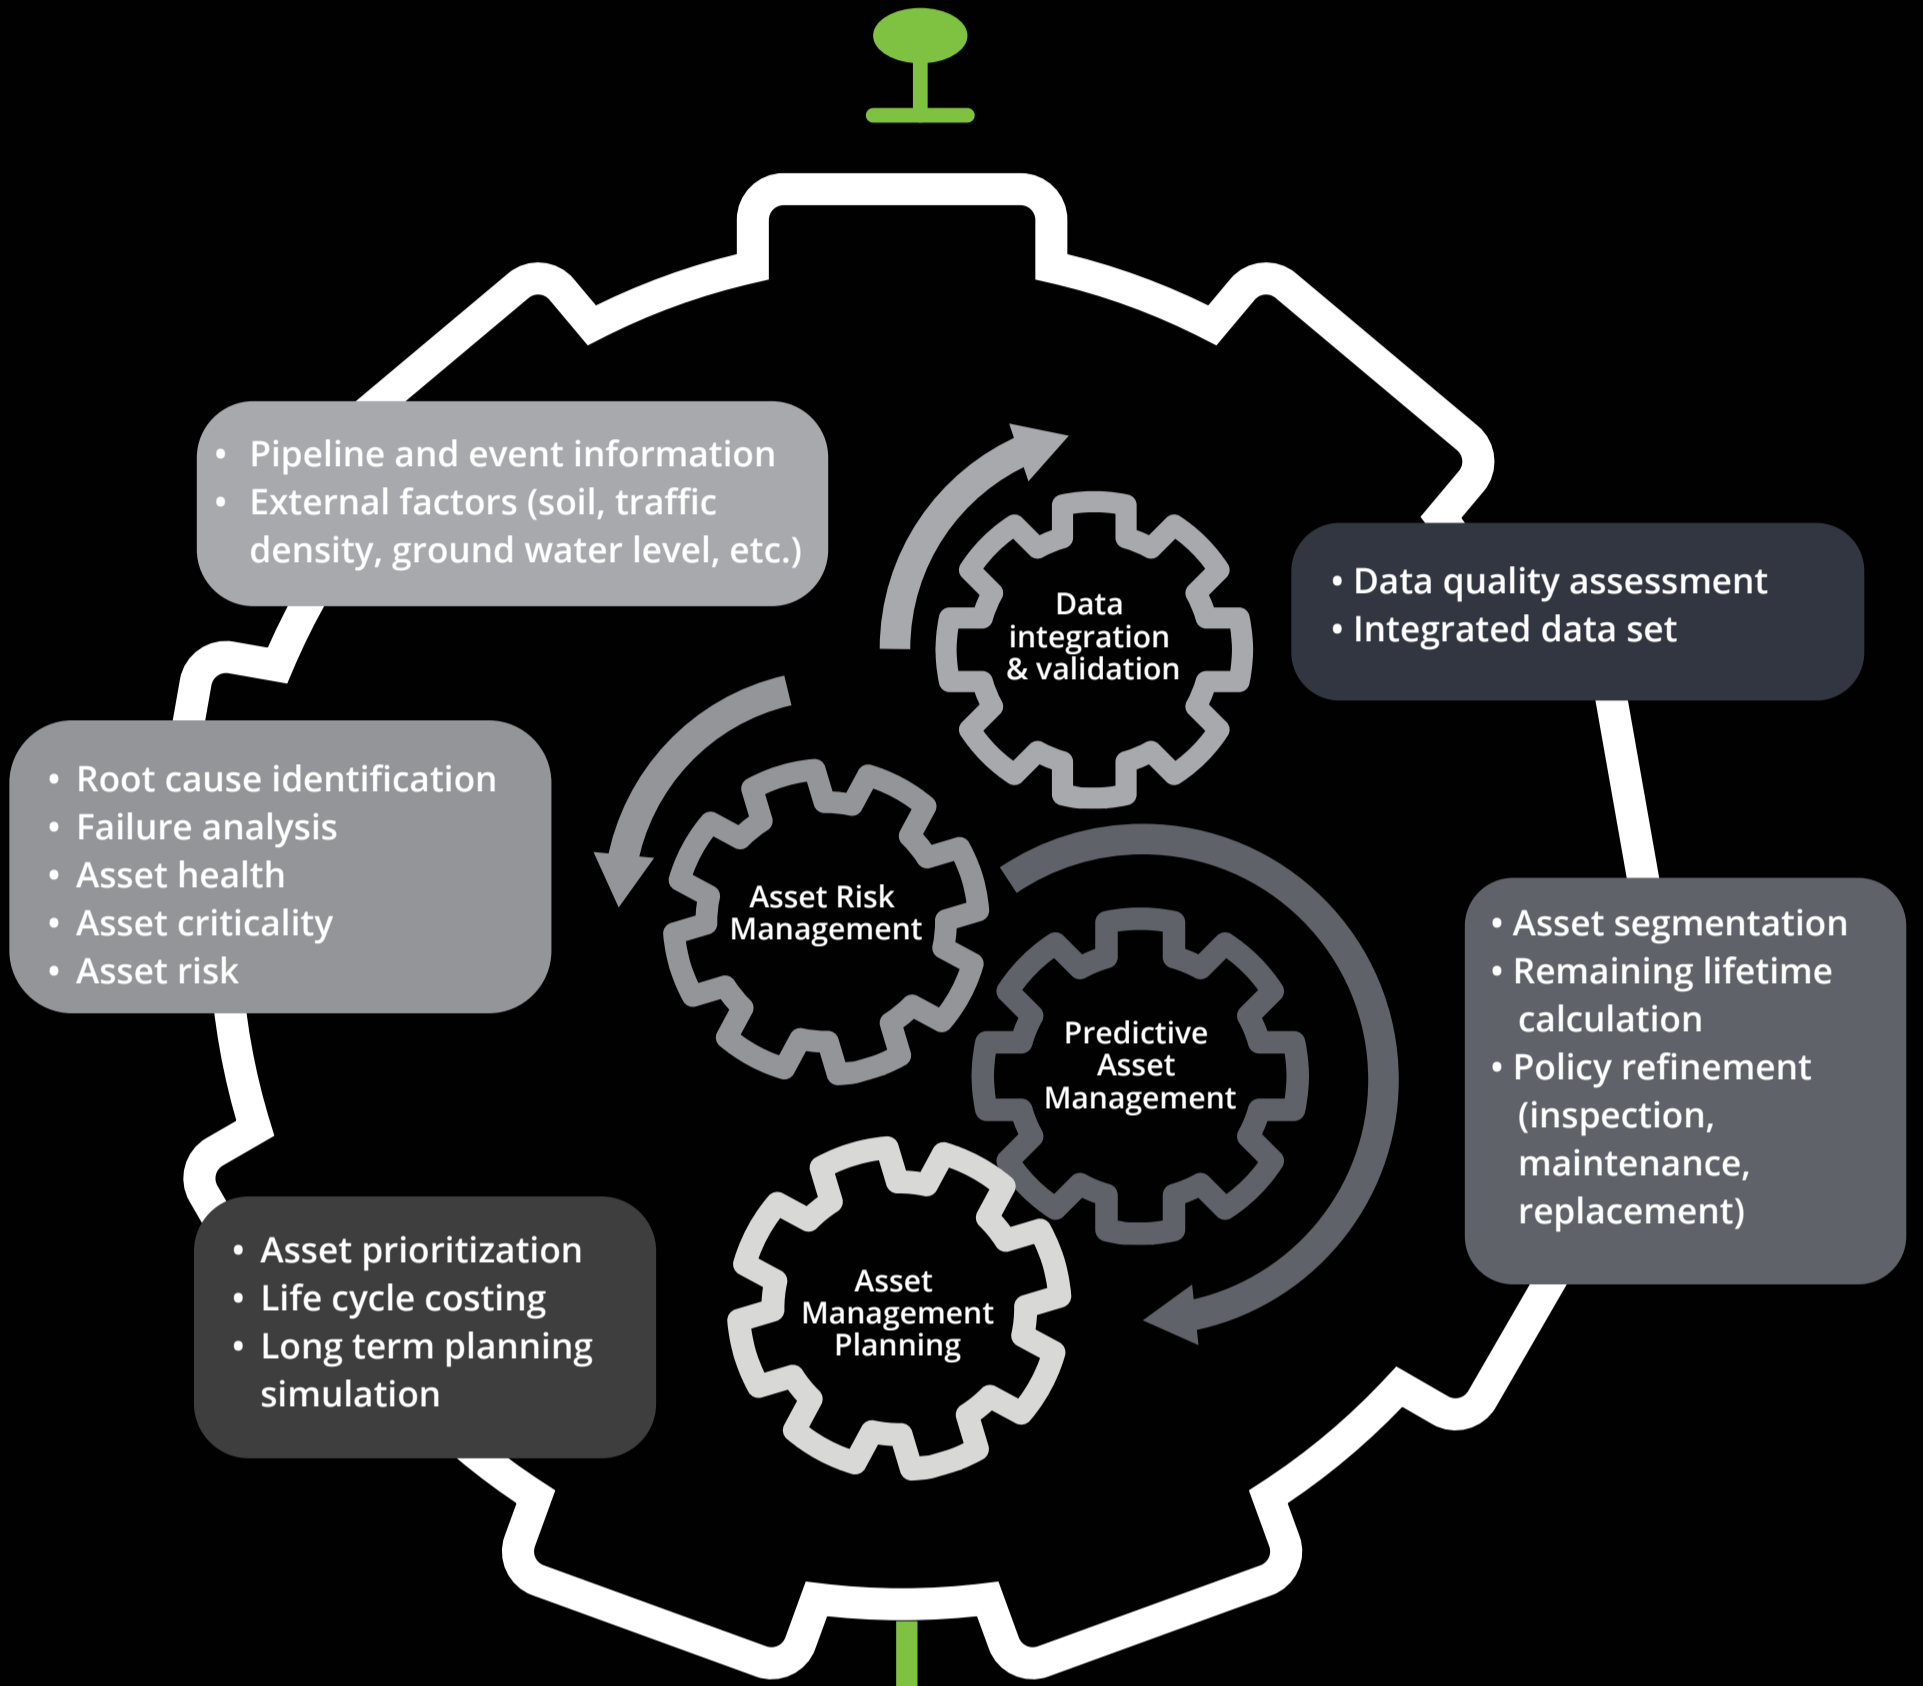 • Pipeline and event information
• External factors (soil, traffic
density, ground water level, etc.)
Data
integration
& validation
• Data quality assessment
• Integrated data set
• Root cause identification
• Failure analysis
• Asset health
• Asset criticality
• Asset risk
Asset Risk
Management
Predictive
Asset
Management
• Asset segmentation
• Remaining lifetime
calculation
• Policy refinement
(inspection,
maintenance,
replacement)
• Asset prioritization
• Life cycle costing
• Long term planning
simulation
Asset
Management
Planning